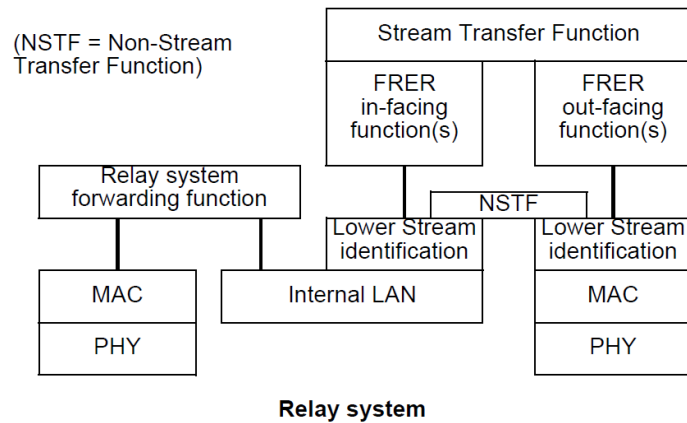 (NSTF = Non-Stream
Transfer Function)
Stream Transfer Function
FRER
in-facing
function(s)
FRER
out-facing
function(s)
Relay system
forwarding function
NSTF
Lower Stream
identification
Lower Stream
identification
MAC
Internal LAN
MAC
PHY
PHY
Relay system